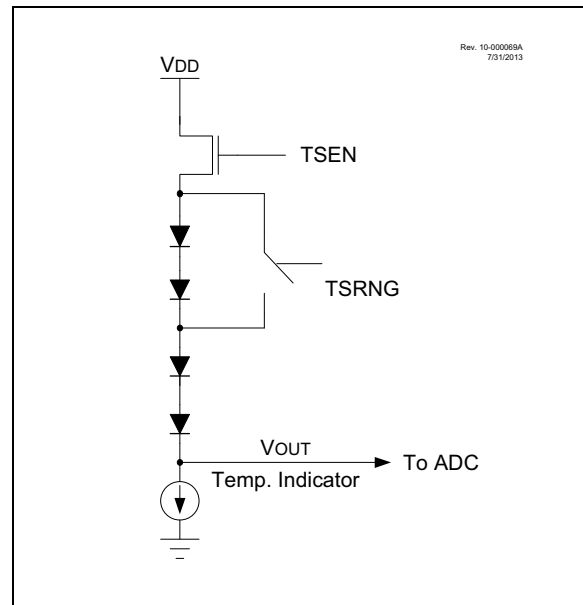 Rev. 10-000069A
7/31/2013
VDD
TSEN
TSRNG
VOUT
Temp. Indicator
To ADC